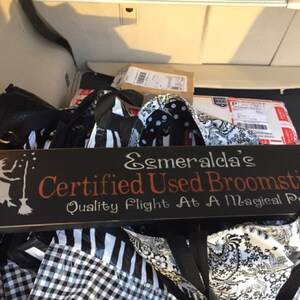 Esmeralda's
Certified Used
Quality Flight At A Magical